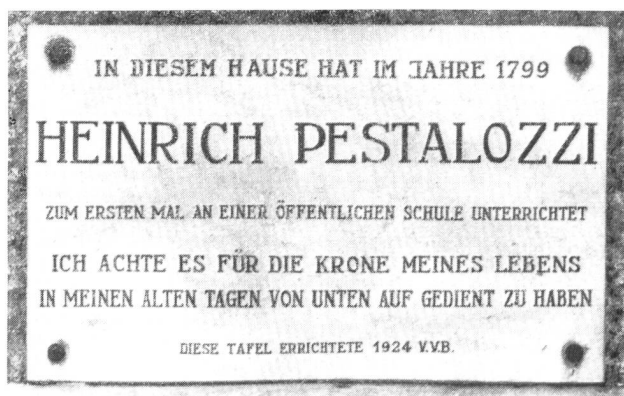 IN DIESEM HAUSE HAT IM JAHRE 1799
HEINRICH PESTALOZZI
ZUM ERSTEN MAL AN EINER ÖFFENTLICHEN SCHULE UNTERRICHTET
ICH ACHTE ES FÜR DIE KRONE MEINES LEBENS
IN MEINEN ALTEN TAGEN VON UNTEN AUF GEDIENT ZU HABEN
DIESE TAFEL ERRICHTETE 1924 V.V.B.